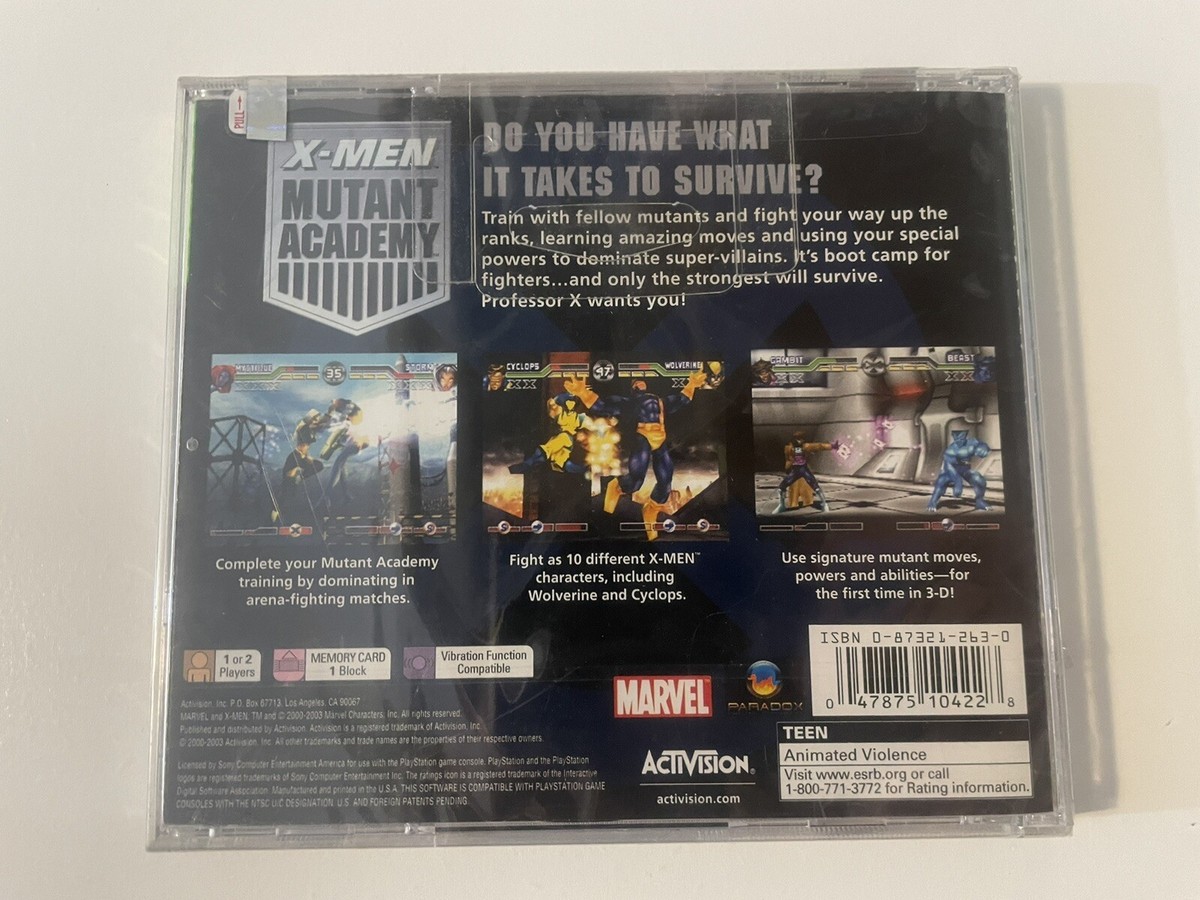 PULL→
X-MEN™
MUTANT
ACADEMY
DO YOU HAVE WHAT
IT TAKES TO SURVIVE?
Train with fellow mutants and fight your way up the
ranks, learning amazing moves and using your special
powers to dominate super-villains. It's boot camp for
fighters...and only the strongest will survive.
Professor X wants you!
MYSTIQUE
35
STORM
CYCLOPS
97
WOLVERINE
XX
XX
GAMBIT
BEAST
XX
XX
Complete your Mutant Academy
training by dominating in
arena-fighting matches.
Fight as 10 different X-MEN™
characters, including
Wolverine and Cyclops.
Use signature mutant moves,
powers and abilities—for
the first time in 3-D!
1 or 2
Players
MEMORY CARD
1 Block
Vibration Function
Compatible
MARVEL
PARADOX
ISBN 0-87321-263-0
0 47875 10422 8
Activision, Inc. P.O. Box 67713, Los Angeles, CA 90067
MARVEL and X-MEN, TM and © 2000-2003 Marvel Characters, Inc. All rights reserved.
Published and distributed by Activision. Activision is a registered trademark of Activision, Inc.
© 2000-2003 Activision, Inc. All other trademarks and trade names are the properties of their respective owners.
Licensed by Sony Computer Entertainment America for use with the PlayStation game console. PlayStation and the PlayStation
logos are registered trademarks of Sony Computer Entertainment Inc. The ratings icon is a registered trademark of the Interactive
Digital Software Association. Manufactured and printed in the U.S.A. THIS SOFTWARE IS COMPATIBLE WITH PLAYSTATION GAME
CONSOLES WITH THE NTSC U/C DESIGNATION. U.S. AND FOREIGN PATENTS PENDING.
ACTIVISION®
activision.com
TEEN
Animated Violence
Visit www.esrb.org or call
1-800-771-3772 for Rating information.